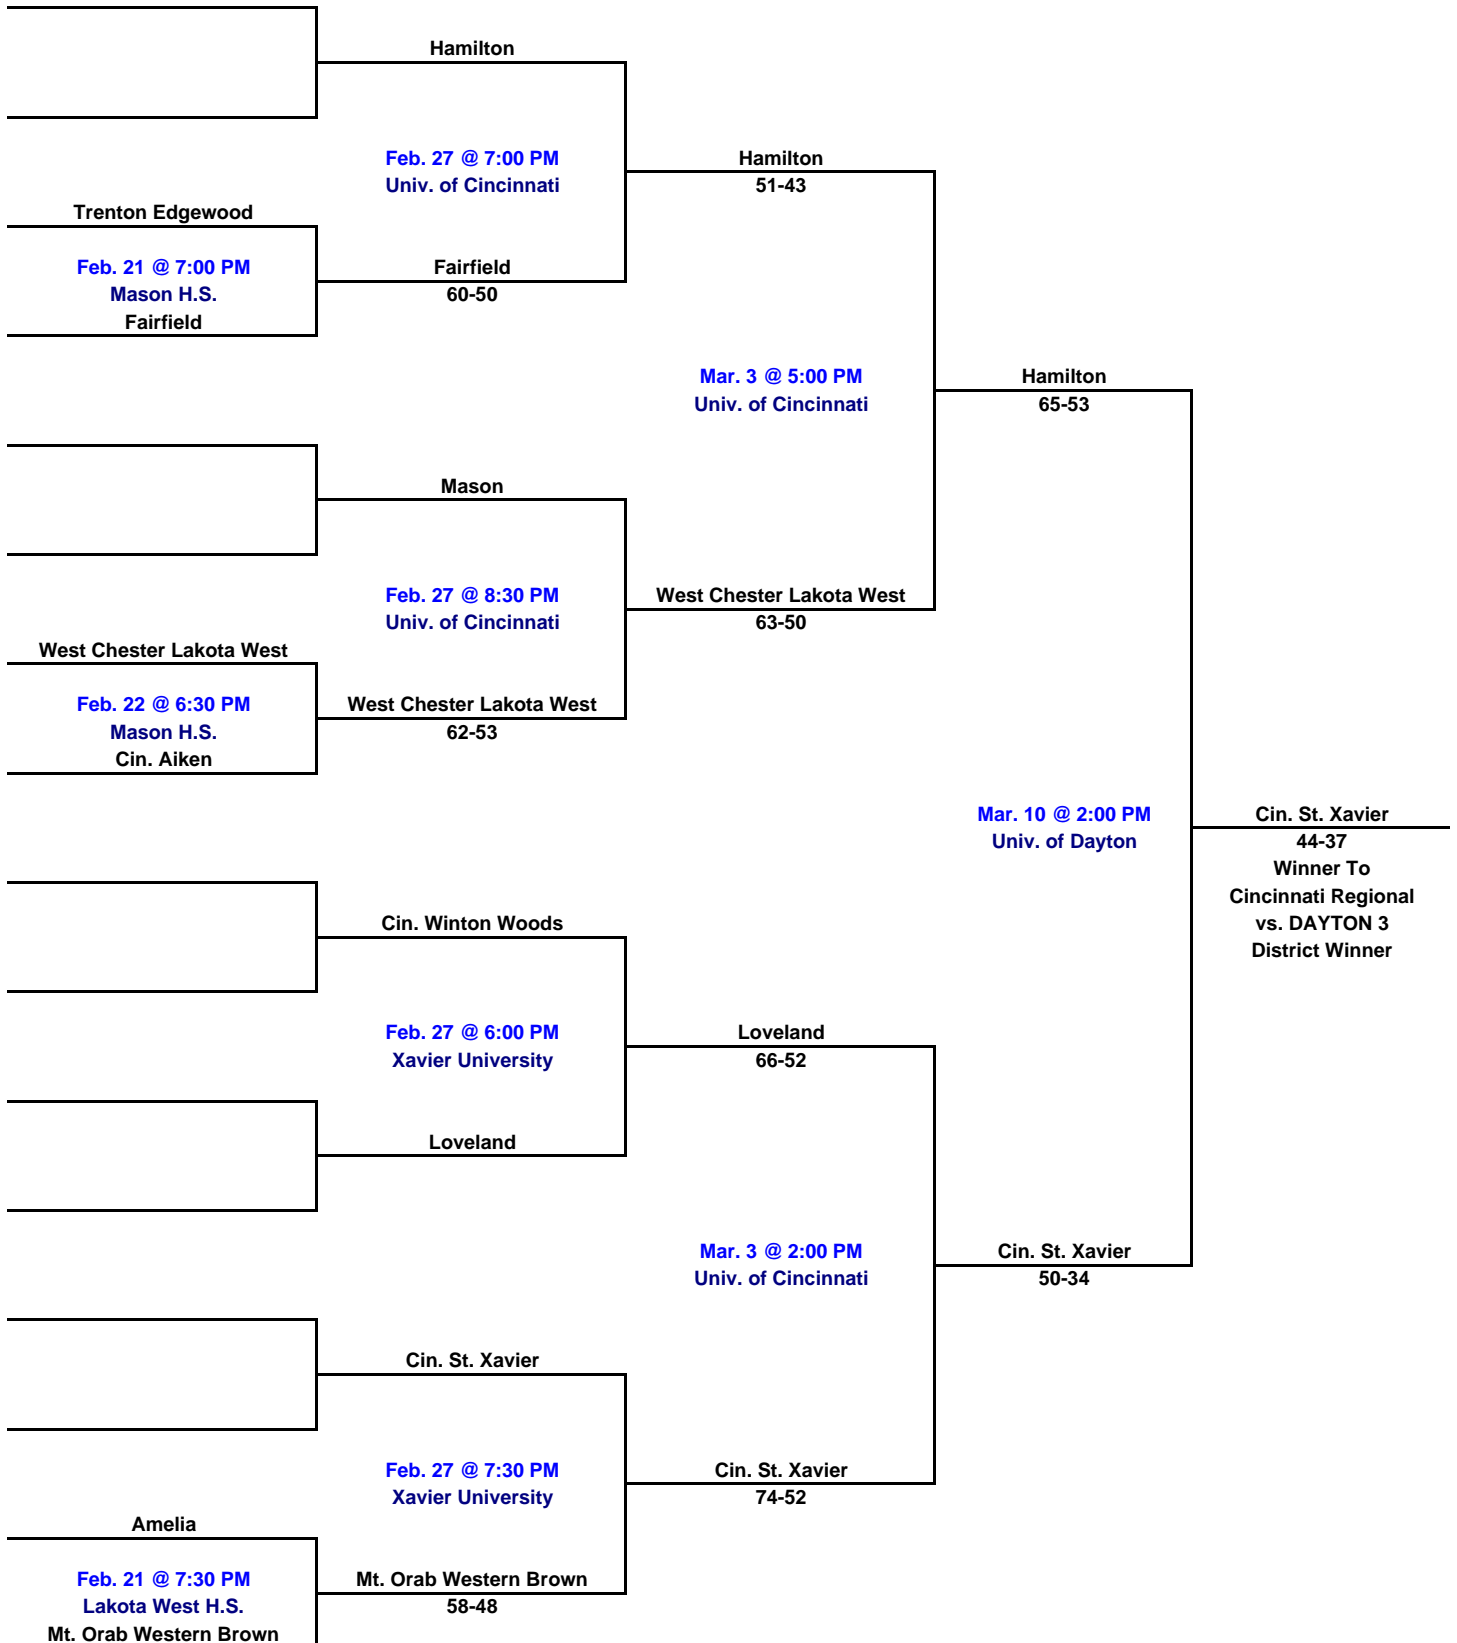 Hamilton
Feb. 27 @ 7:00 PM
Univ. of Cincinnati
Hamilton
51-43
Trenton Edgewood
Feb. 21 @ 7:00 PM
Mason H.S.
Fairfield
Fairfield
60-50
Mar. 3 @ 5:00 PM
Univ. of Cincinnati
Hamilton
65-53
Mason
Feb. 27 @ 8:30 PM
Univ. of Cincinnati
West Chester Lakota West
63-50
West Chester Lakota West
Feb. 22 @ 6:30 PM
Mason H.S.
Cin. Aiken
West Chester Lakota West
62-53
Mar. 10 @ 2:00 PM
Univ. of Dayton
Cin. St. Xavier
44-37
Winner To
Cincinnati Regional
vs. DAYTON 3
District Winner
Cin. Winton Woods
Feb. 27 @ 6:00 PM
Xavier University
Loveland
66-52
Loveland
Mar. 3 @ 2:00 PM
Univ. of Cincinnati
Cin. St. Xavier
50-34
Cin. St. Xavier
Feb. 27 @ 7:30 PM
Xavier University
Cin. St. Xavier
74-52
Amelia
Feb. 21 @ 7:30 PM
Lakota West H.S.
Mt. Orab Western Brown
Mt. Orab Western Brown
58-48